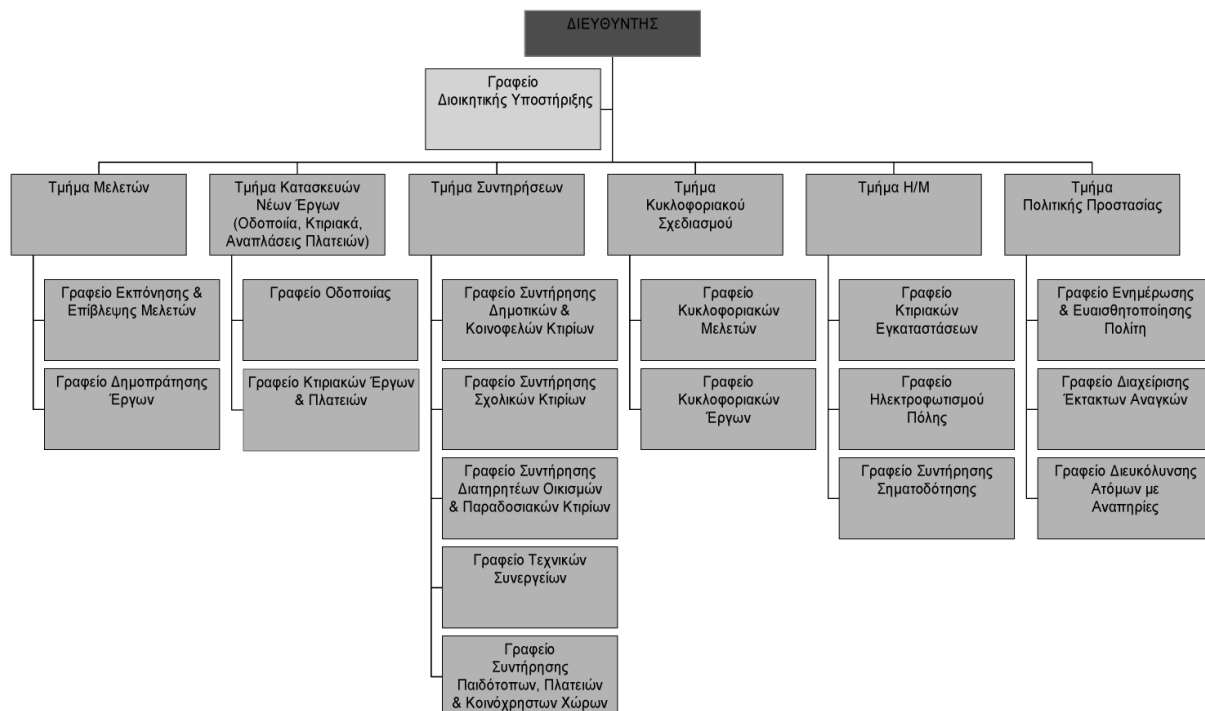 ΔΙΕΥΘΥΝΤΗΣ
Γραφείο
Διοικητικής Υποστήριξης
Τμήμα Μελετών
Γραφείο Εκπόνησης &
Επίβλεψης Μελετών
Γραφείο Δημοπράτησης
Έργων
Τμήμα Κατασκευών
Νέων Έργων
(Οδοποιία, Κτιριακά,
Αναπλάσεις Πλατειών)
Γραφείο Οδοποιίας
Γραφείο Κτιριακών Έργων
& Πλατειών
Τμήμα Συντηρήσεων
Γραφείο Συντήρησης
Δημοτικών &
Κοινοφελών Κτιρίων
Γραφείο Συντήρησης
Σχολικών Κτιρίων
Γραφείο Συντήρησης
Διατηρητέων Οικισμών
& Παραδοσιακών Κτιρίων
Γραφείο Τεχνικών
Συνεργείων
Γραφείο
Συντήρησης
Παιδότοπων, Πλατειών
& Κοινόχρηστων Χώρων
Τμήμα
Κυκλοφοριακού
Σχεδιασμού
Γραφείο
Κυκλοφοριακών
Μελετών
Γραφείο
Κυκλοφοριακών
Έργων
Τμήμα Η/Μ
Γραφείο
Κτιριακών
Εγκαταστάσεων
Γραφείο
Ηλεκτροφωτισμού
Πόλης
Γραφείο Συντήρησης
Σηματοδότησης
Τμήμα
Πολιτικής Προστασίας
Γραφείο Ενημέρωσης
& Ευαισθητοποίησης
Πολίτη
Γραφείο Διαχείρισης
Έκτακτων Αναγκών
Γραφείο Διευκόλυνσης
Ατόμων με
Αναπηρίες